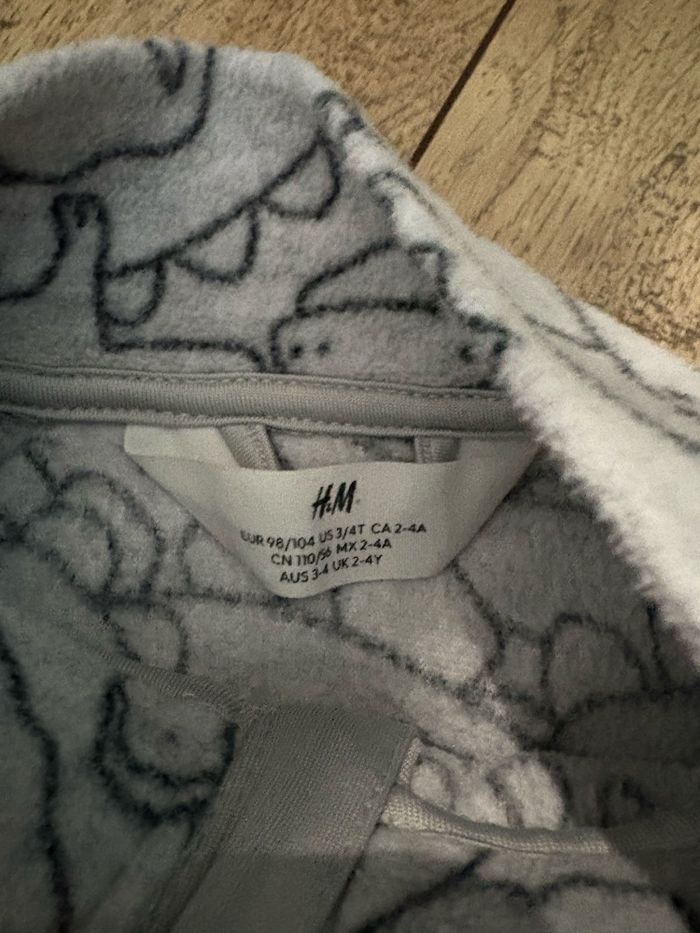 H&M
EUR 98/104 US 3/4T CA 2-4A
CN 110/56 MX 2-4A
AUS 3-4 UK 2-4Y